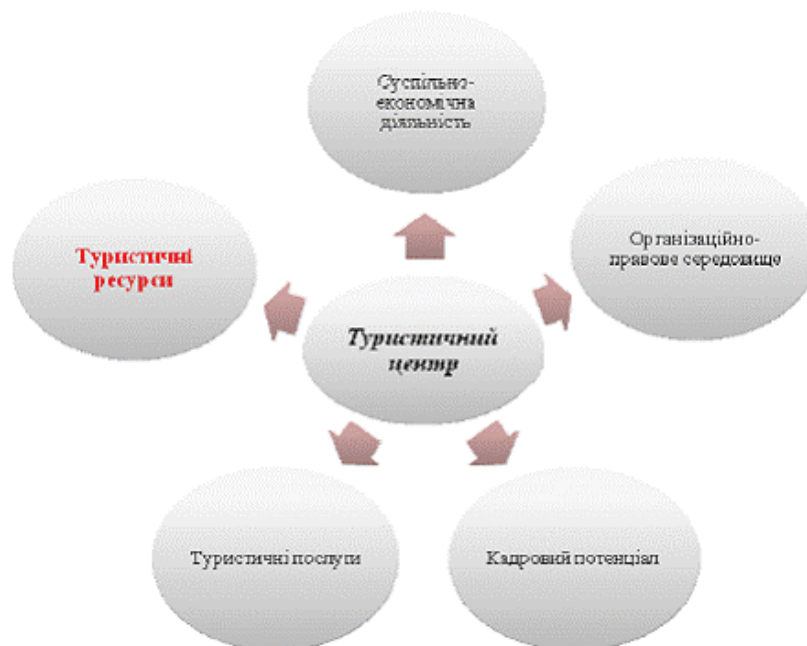 Суспільно-
економічна
діяльність
Туристичні
ресурси
Організаційно-
правове середовище
Туристичний
центр
Туристичні послуги
Кадровий потенціал